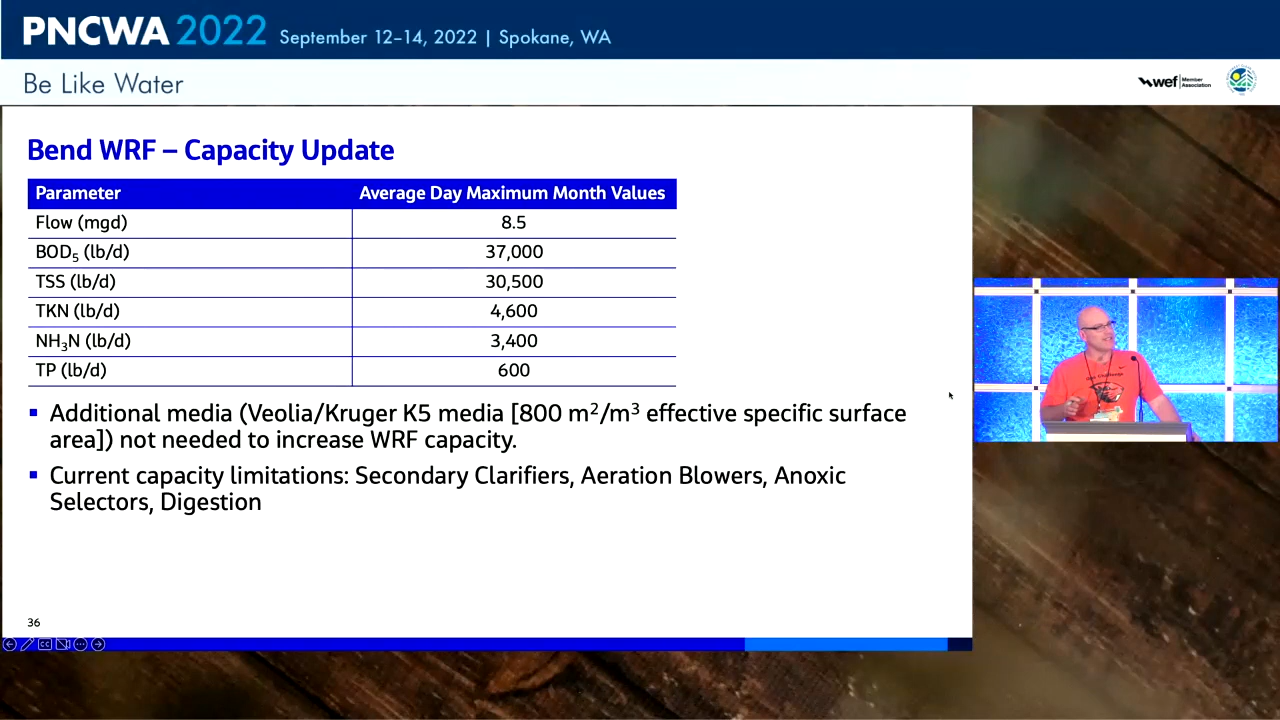 PNCWA 2022 September 12–14, 2022 | Spokane, WA
Be Like Water
wef Member Association
Bend WRF – Capacity Update
Parameter Average Day Maximum Month Values
Flow (mgd) 8.5
BOD₅ (lb/d) 37,000
TSS (lb/d) 30,500
TKN (lb/d) 4,600
NH₃N (lb/d) 3,400
TP (lb/d) 600
▪ Additional media (Veolia/Kruger K5 media [800 m²/m³ effective specific surface
area]) not needed to increase WRF capacity.
▪ Current capacity limitations: Secondary Clarifiers, Aeration Blowers, Anoxic
Selectors, Digestion
36